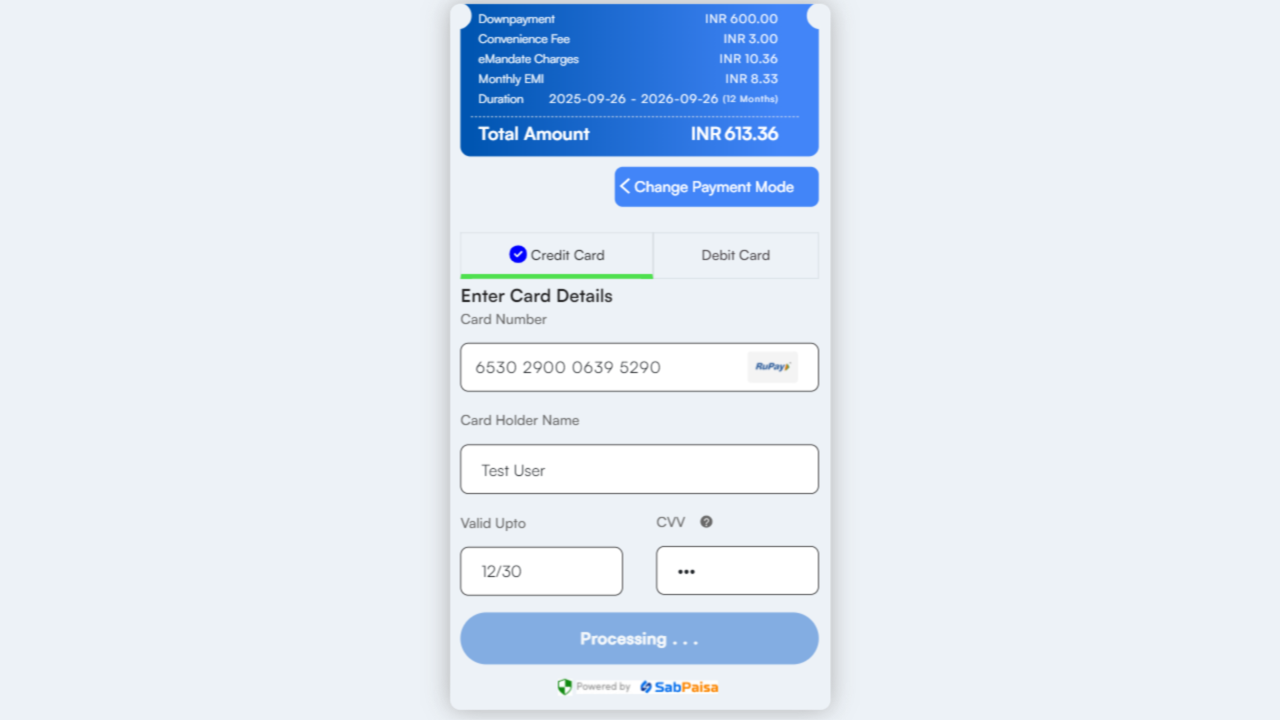 Downpayment INR 600.00
Convenience Fee INR 3.00
eMandate Charges INR 10.36
Monthly EMI INR 8.33
Duration 2025-09-26 - 2026-09-26 (12 Months)
Total Amount INR 613.36
Change Payment Mode
Credit Card Debit Card
Enter Card Details
Card Number
6530 2900 0639 5290 RuPay
Card Holder Name
Test User
Valid Upto CVV ?
12/30 •••
Processing . . .
Powered by SabPaisa